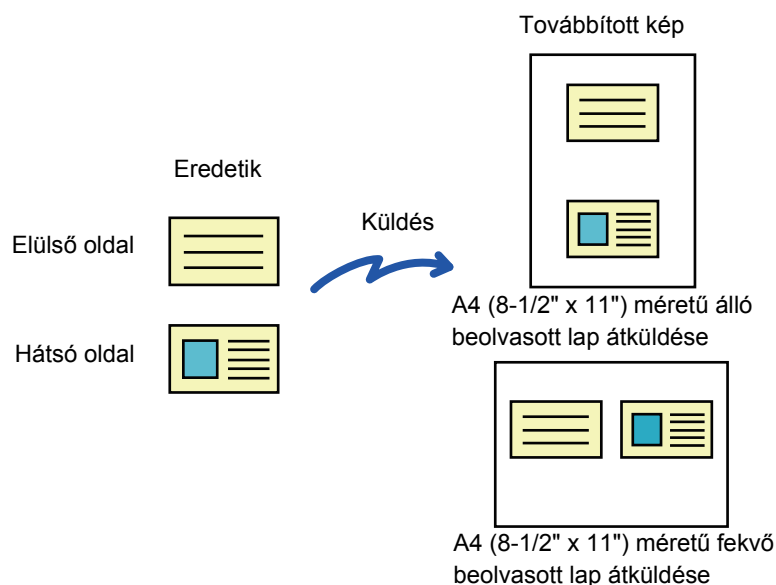 Továbbított kép
Eredetik
Küldés
Elülső oldal
Hátsó oldal
A4 (8-1/2" x 11") méretű álló
beolvasott lap átküldése
A4 (8-1/2" x 11") méretű fekvő
beolvasott lap átküldése